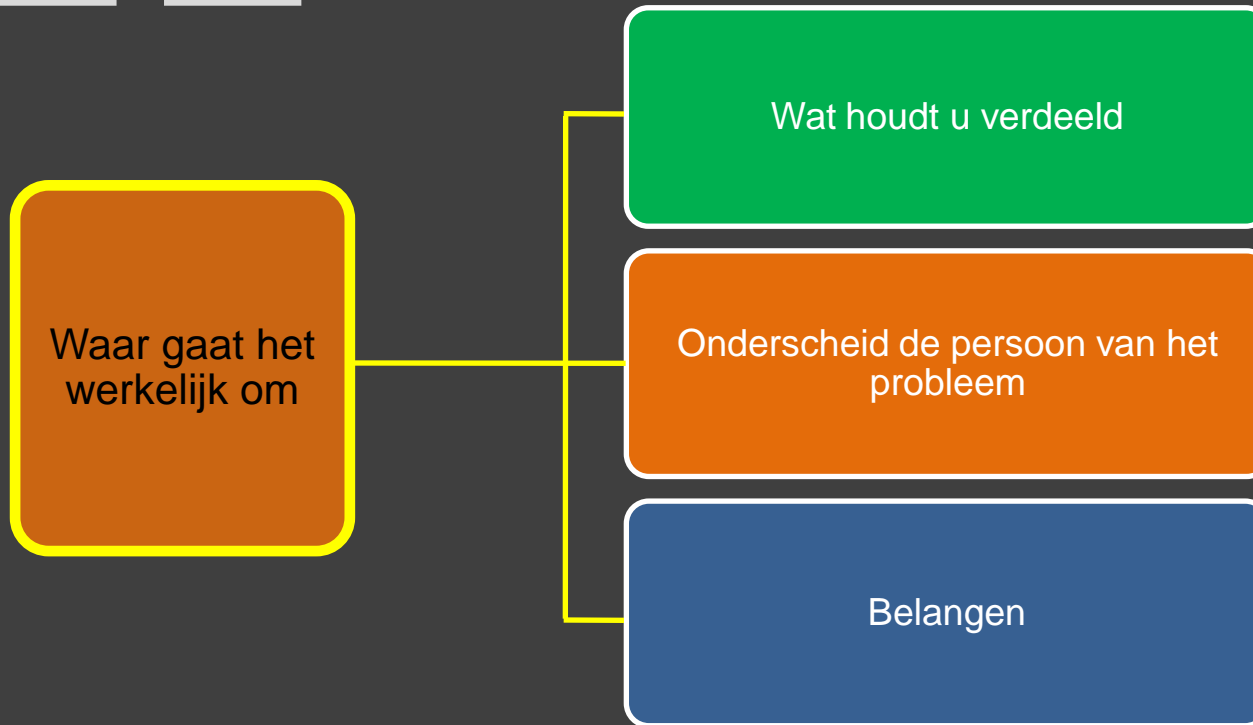 Waar gaat het
werkelijk om
Wat houdt u verdeeld
Onderscheid de persoon van het
probleem
Belangen